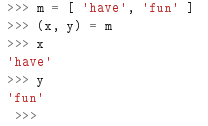 >>> m = [ 'have', 'fun' ]
>>> (x, y) = m
>>> x
'have'
>>> y
'fun'
>>>